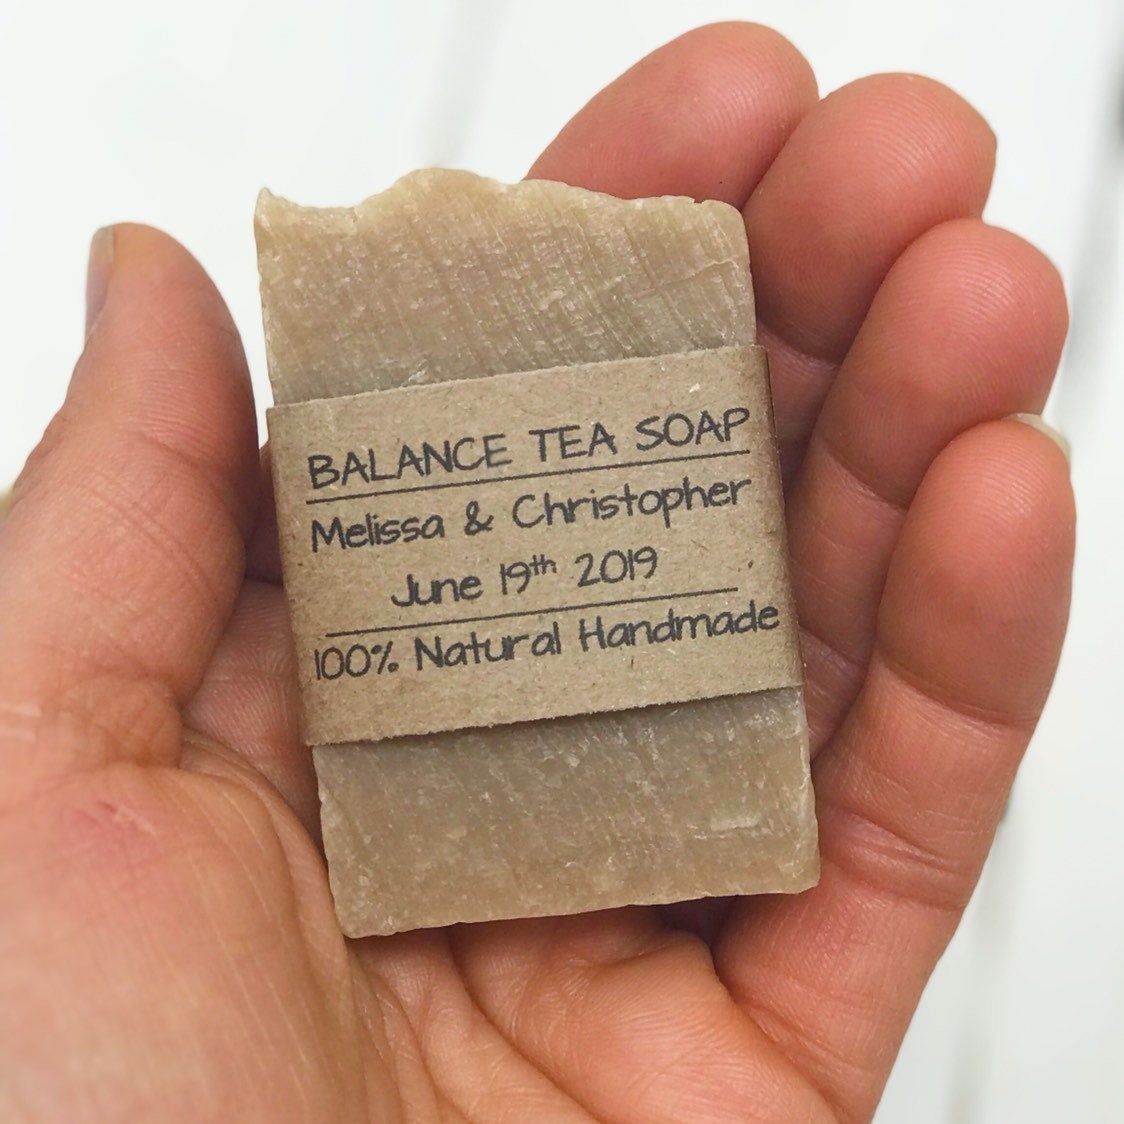 BALANCE TEA SOAP
Melissa & Christopher
June 19th 2019
100% Natural Handmade